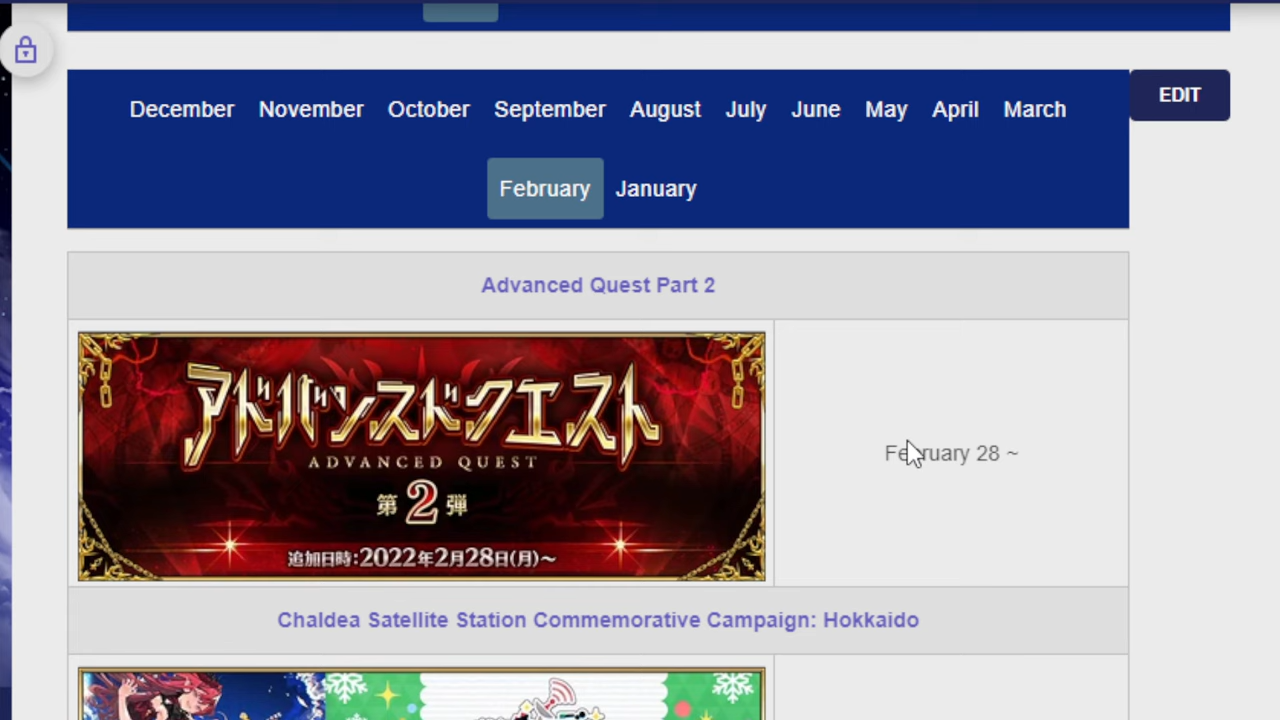 December November October September August July June May April March
EDIT
February January
Advanced Quest Part 2
アドバンスドクエスト
ADVANCED QUEST
第2弾
追加日時:2022年2月28日(月)~
February 28 ~
Chaldea Satellite Station Commemorative Campaign: Hokkaido